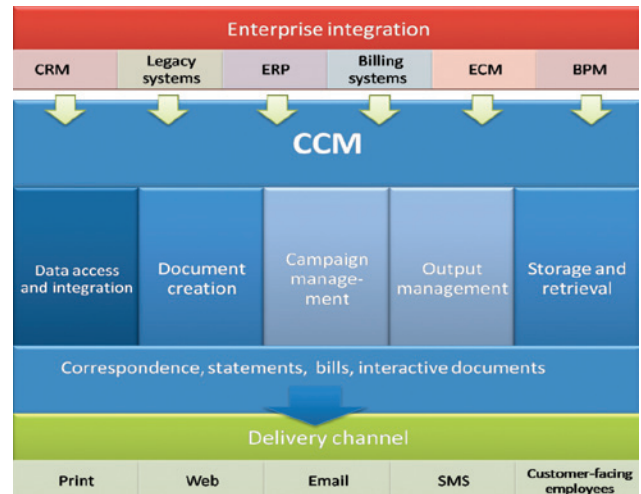 Enterprise integration
CRM
Legacy
systems
ERP
Billing
systems
ECM
BPM
CCM
Data access
and integration
Document
creation
Campaign
manage-
ment
Output
management
Storage and
retrieval
Correspondence, statements, bills, interactive documents
Delivery channel
Print
Web
Email
SMS
Customer-facing
employees